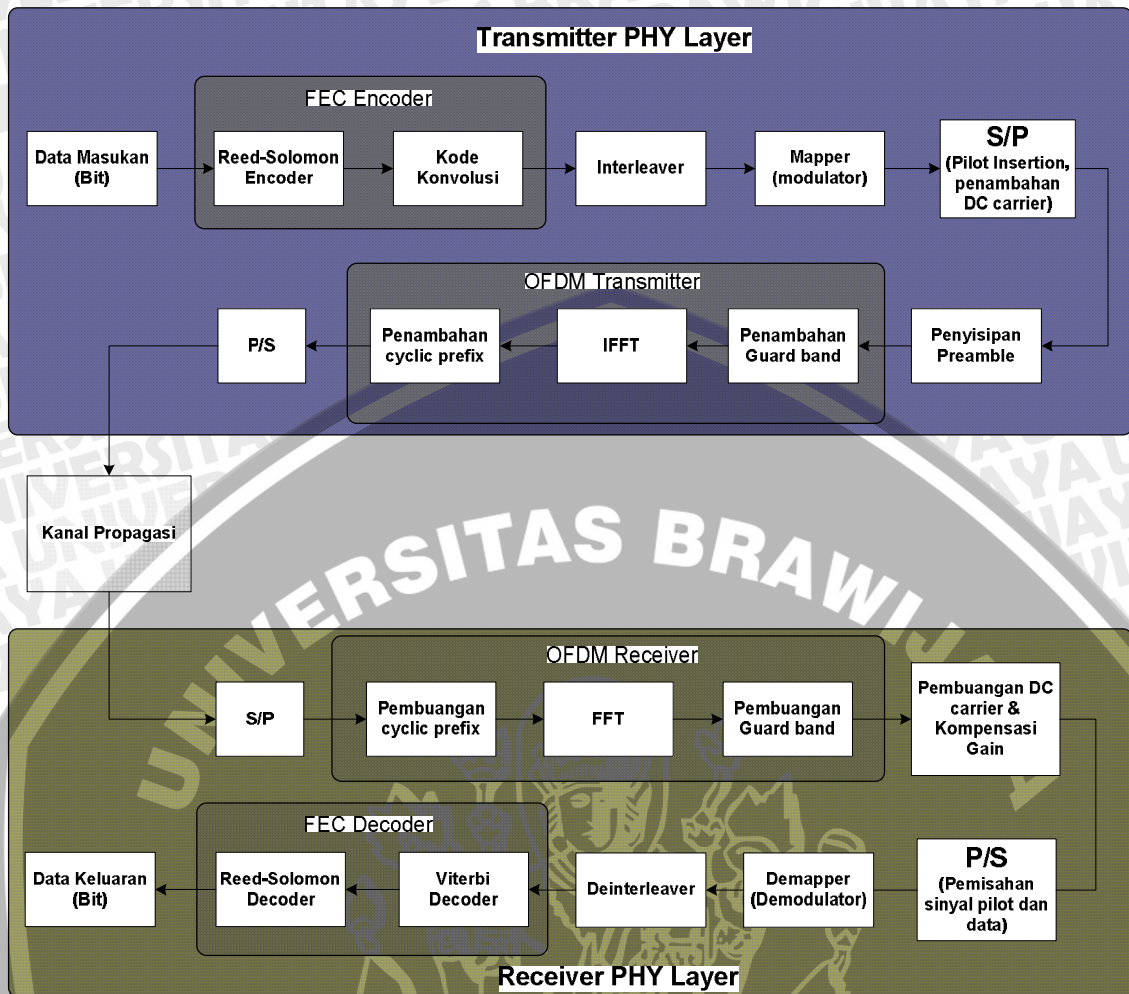 Transmitter PHY Layer
FEC Encoder
Data Masukan
(Bit)
Reed-Solomon
Encoder
Kode
Konvolusi
Interleaver
Mapper
(modulator)
S/P
(Pilot Insertion,
penambahan
DC carrier)
OFDM Transmitter
P/S
Penambahan
cyclic prefix
IFFT
Penambahan
Guard band
Penyisipan
Preamble
Kanal Propagasi
UNIVERSITAS BRAWIJAYA
OFDM Receiver
S/P
Pembuangan
cyclic prefix
FFT
Pembuangan
Guard band
Pembuangan DC
carrier &
Kompensasi
Gain
FEC Decoder
Data Keluaran
(Bit)
Reed-Solomon
Decoder
Viterbi
Decoder
Deinterleaver
Demapper
(Demodulator)
P/S
(Pemisahan
sinyal pilot dan
data)
Receiver PHY Layer